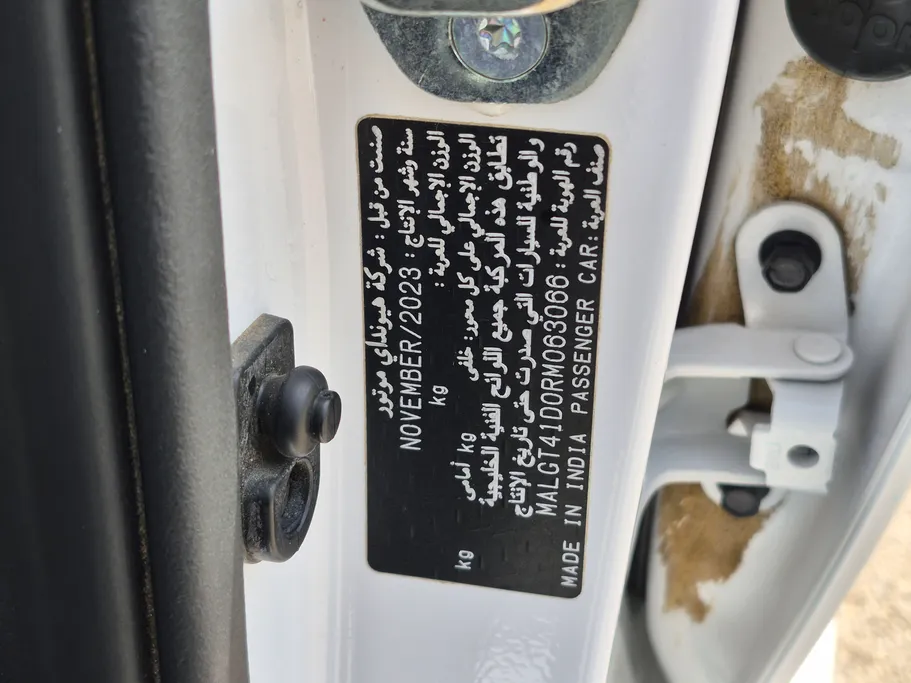 صنعت من قبل : شركة هيونداي موتور
سنة وشهر الإنتاج : NOVEMBER/2023
الوزن الإجمالي للعربة : kg
الوزن الإجمالي على كل محور: خلفي kg أمامي kg
تطابق هذه المركبة جميع اللوائح الفنية الخليجية
والوطنية للسيارات التي صدرت حتى تاريخ الإنتاج
رقم الهوية للعربة : MALGT41D0RM063066
صنف العربة : MADE IN INDIA PASSENGER CAR